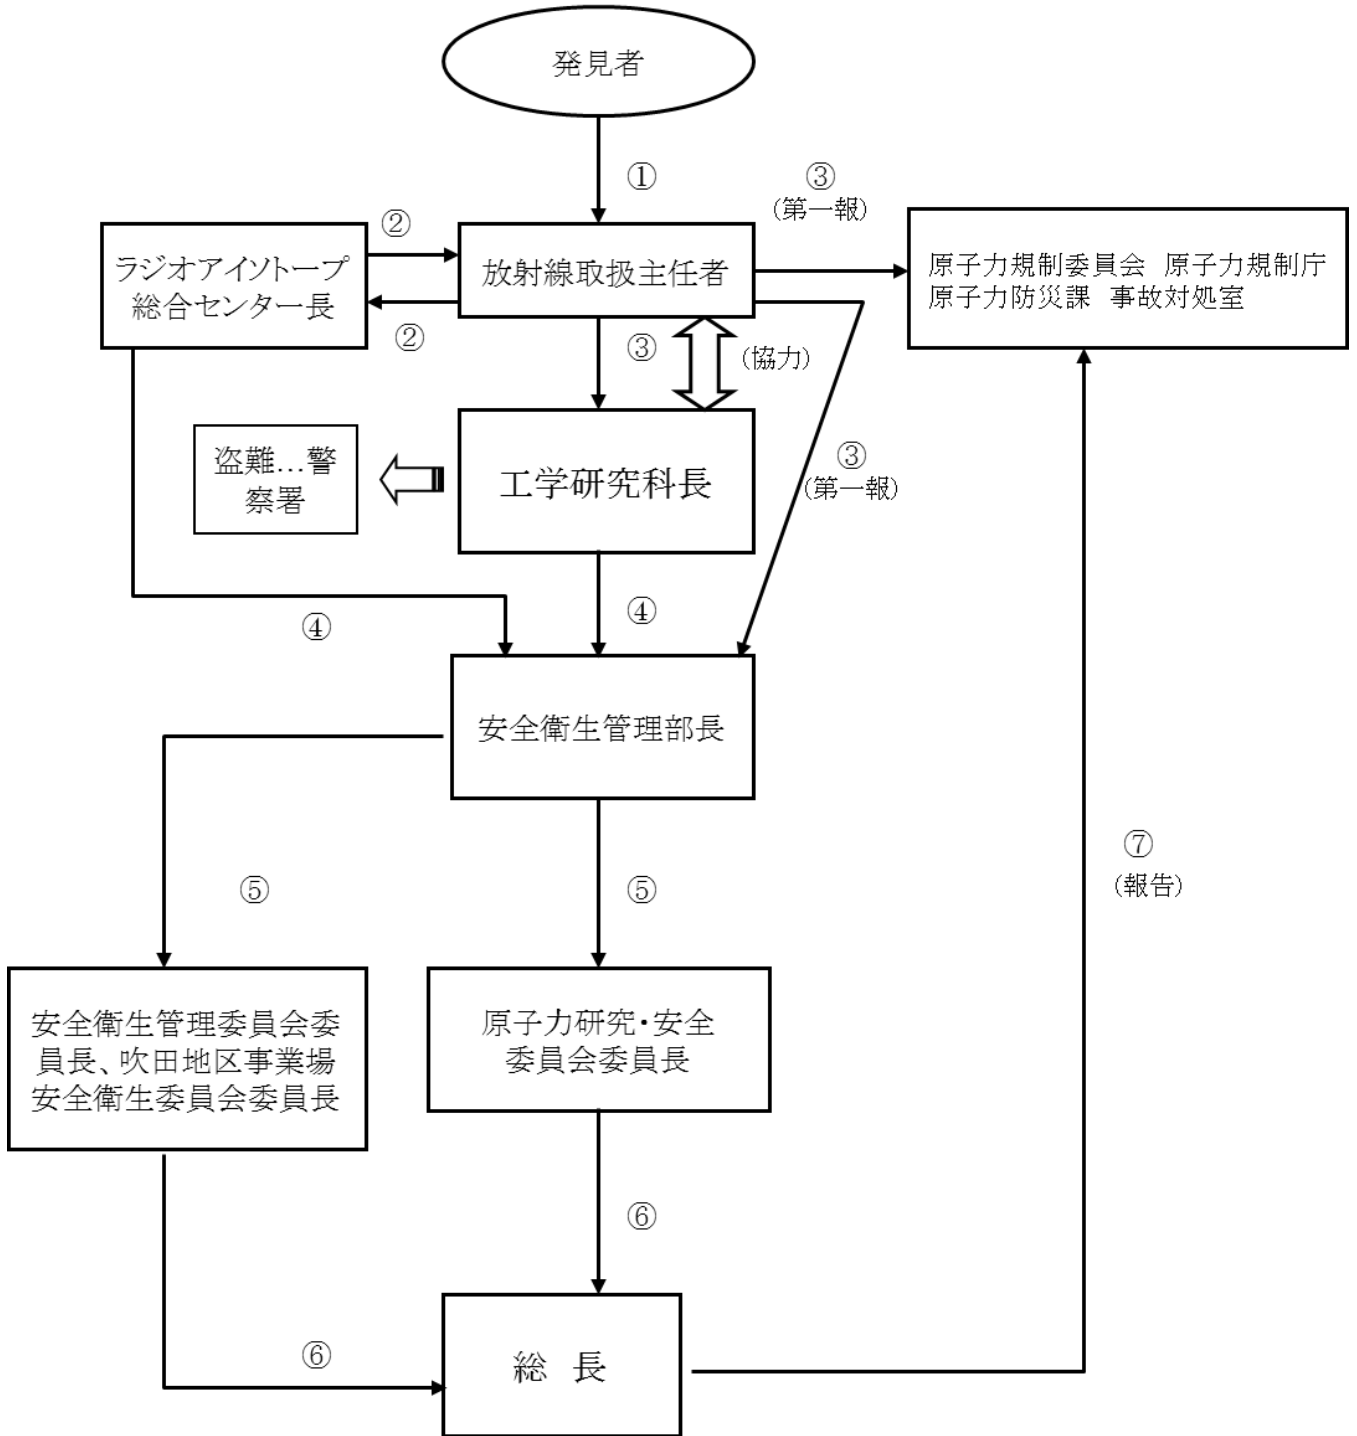 発見者
①
③
(第一報)
②
ラジオアイソトープ
総合センター長
放射線取扱主任者
原子力規制委員会 原子力規制庁
原子力防災課 事故対処室
②
③
(協力)
盗難…警
察署
工学研究科長
③
(第一報)
④
④
安全衛生管理部長
⑦
(報告)
⑤
⑤
安全衛生管理委員会委
員長、吹田地区事業場
安全衛生委員会委員長
原子力研究・安全
委員会委員長
⑥
⑥
総 長